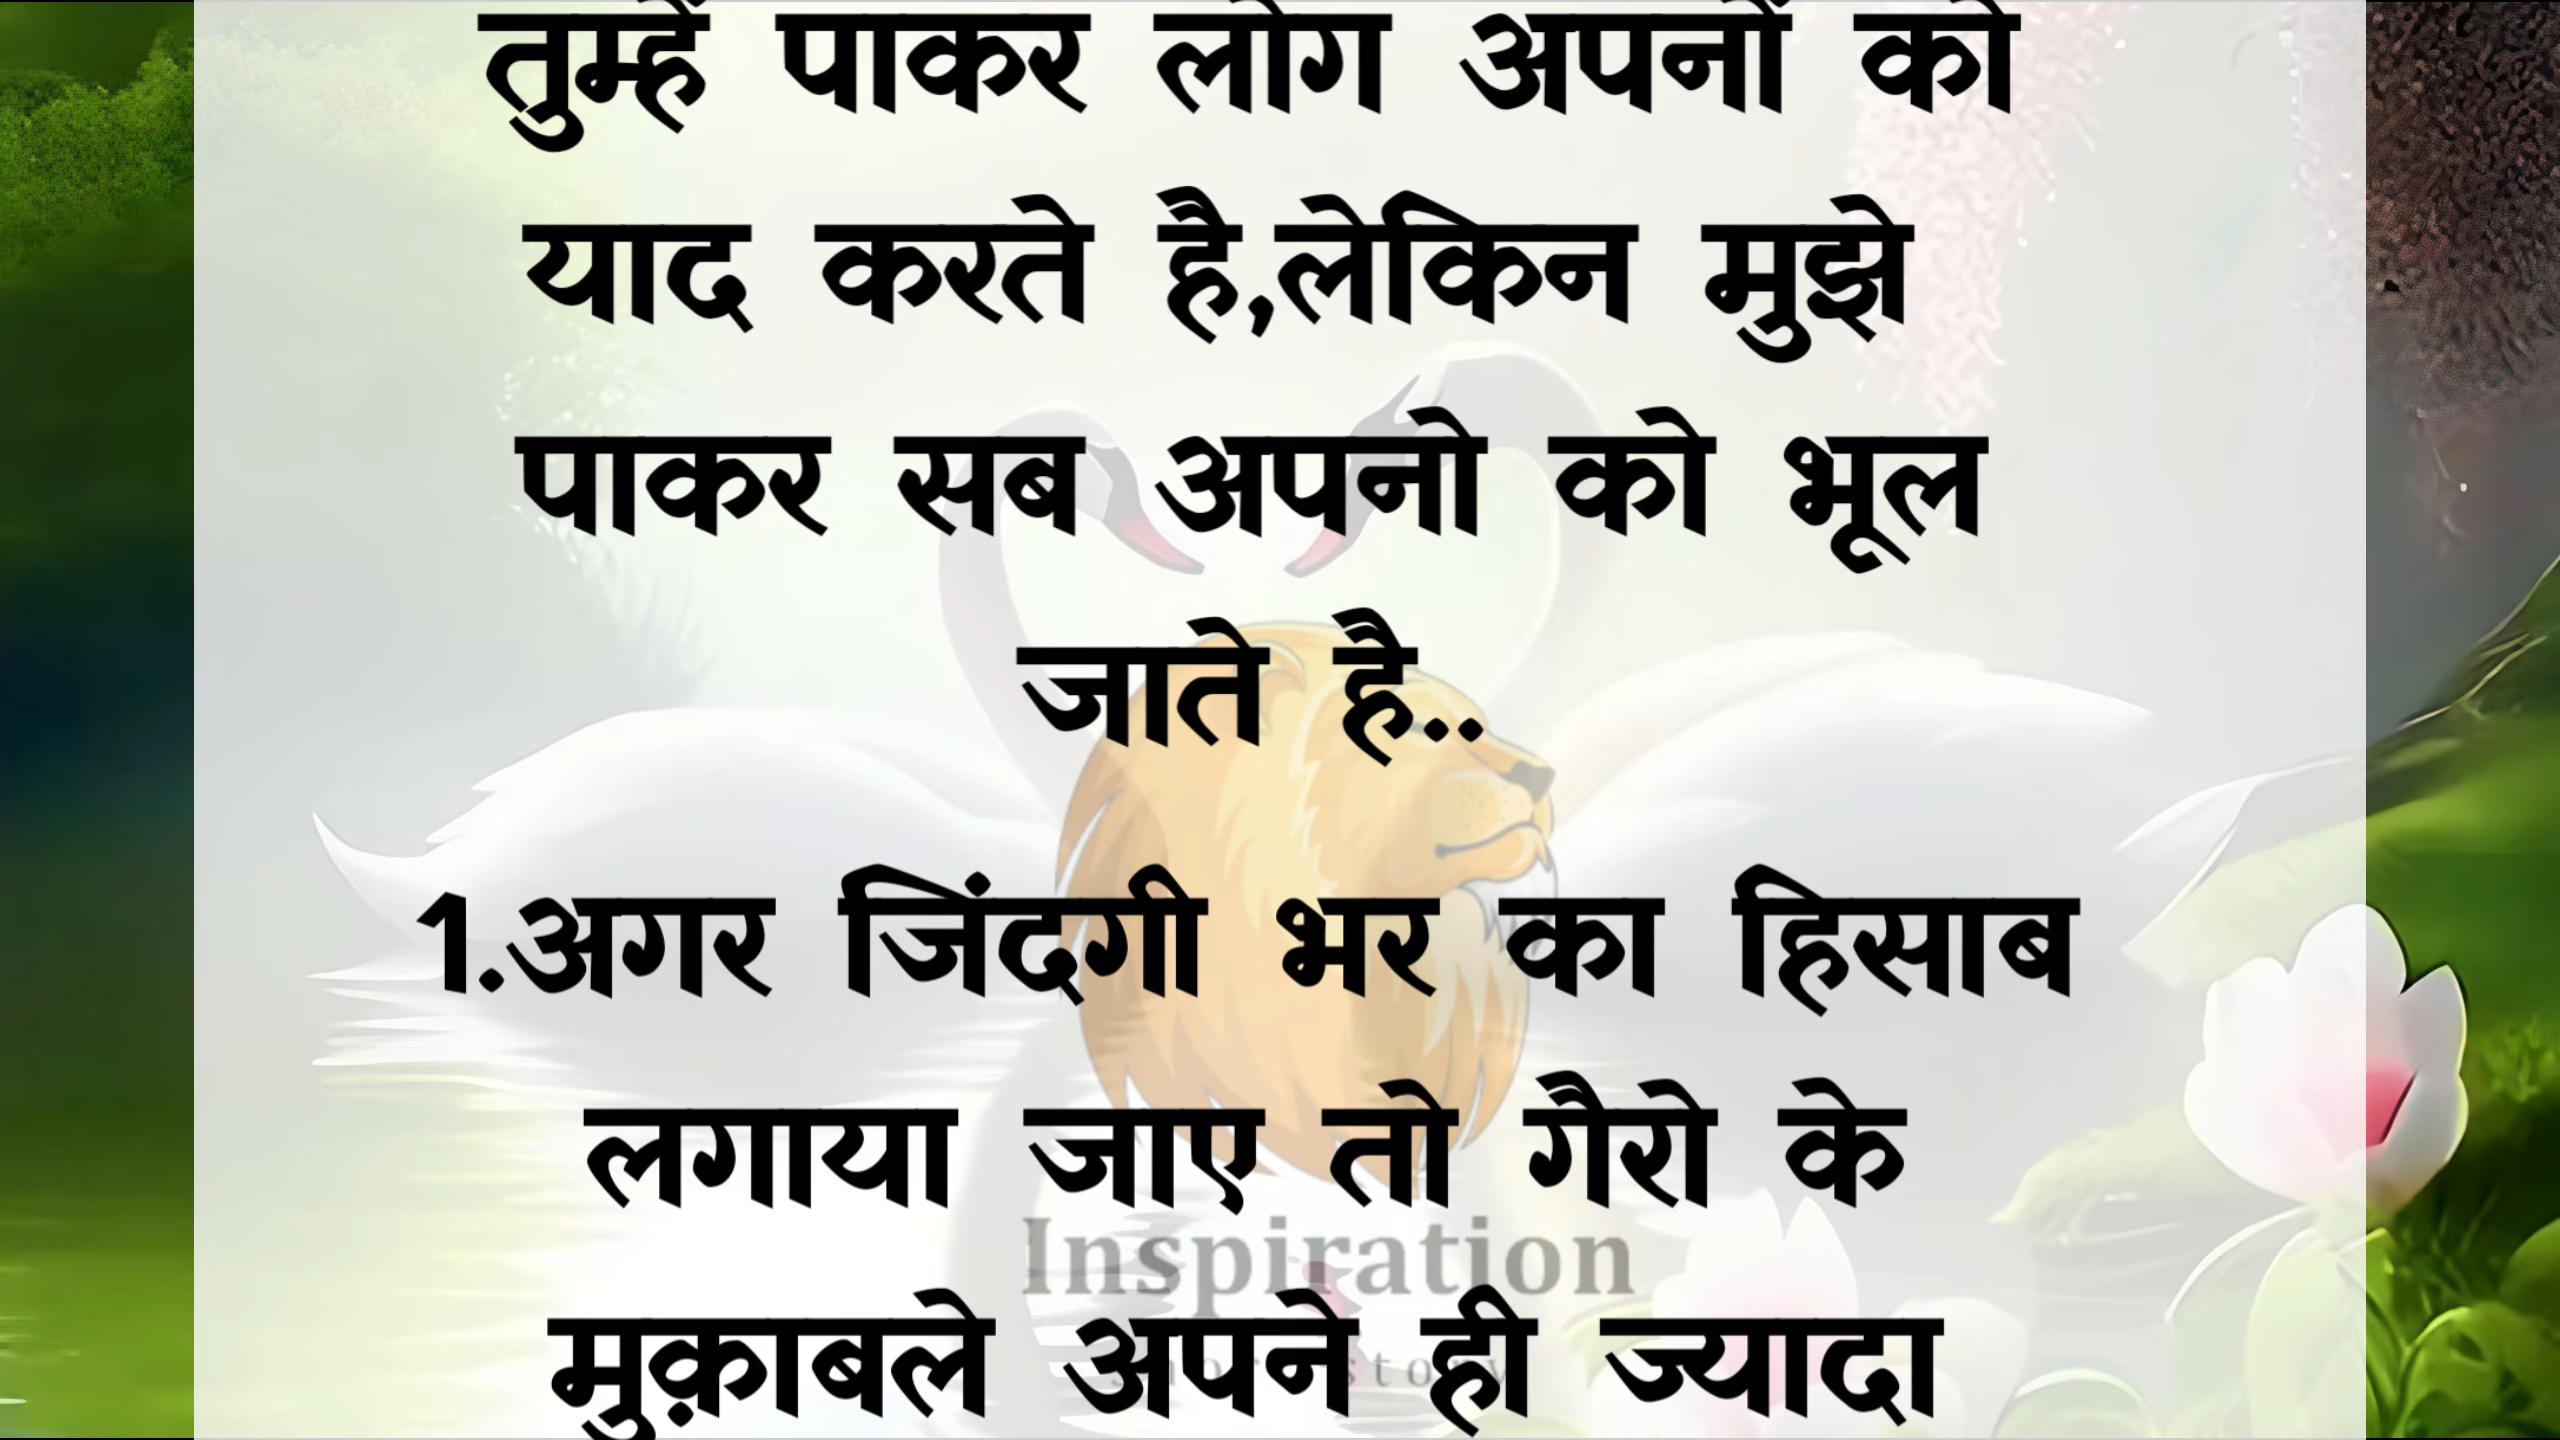 तुम्हें पाकर लोग अपनों को
याद करते है,लेकिन मुझे
पाकर सब अपनो को भूल
जाते है..
1.अगर जिंदगी भर का हिसाब
लगाया जाए तो गैरो के
Inspiration
मुक़ाबले अपने ही ज्यादा